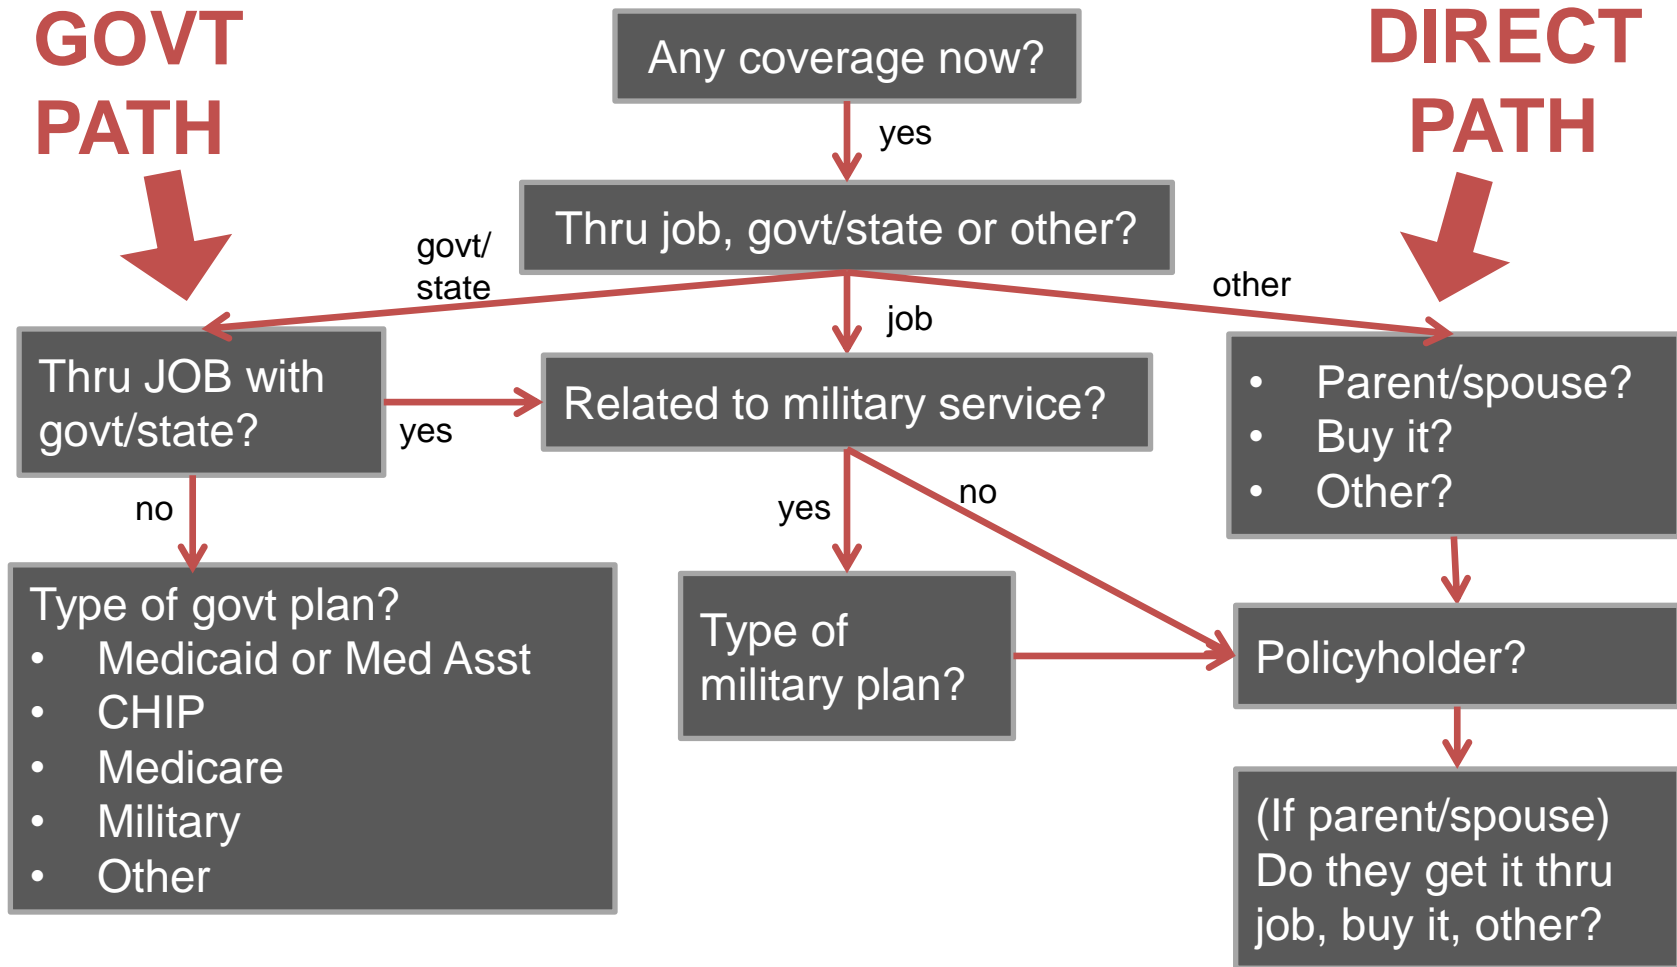 GOVT
PATH
DIRECT
PATH
Any coverage now?
yes
Thru job, govt/state or other?
govt/
state
job
other
Thru JOB with
govt/state?
yes
no
Related to military service?
yes
no
• Parent/spouse?
• Buy it?
• Other?
Type of govt plan?
• Medicaid or Med Asst
• CHIP
• Medicare
• Military
• Other
Type of
military plan?
Policyholder?
(If parent/spouse)
Do they get it thru
job, buy it, other?